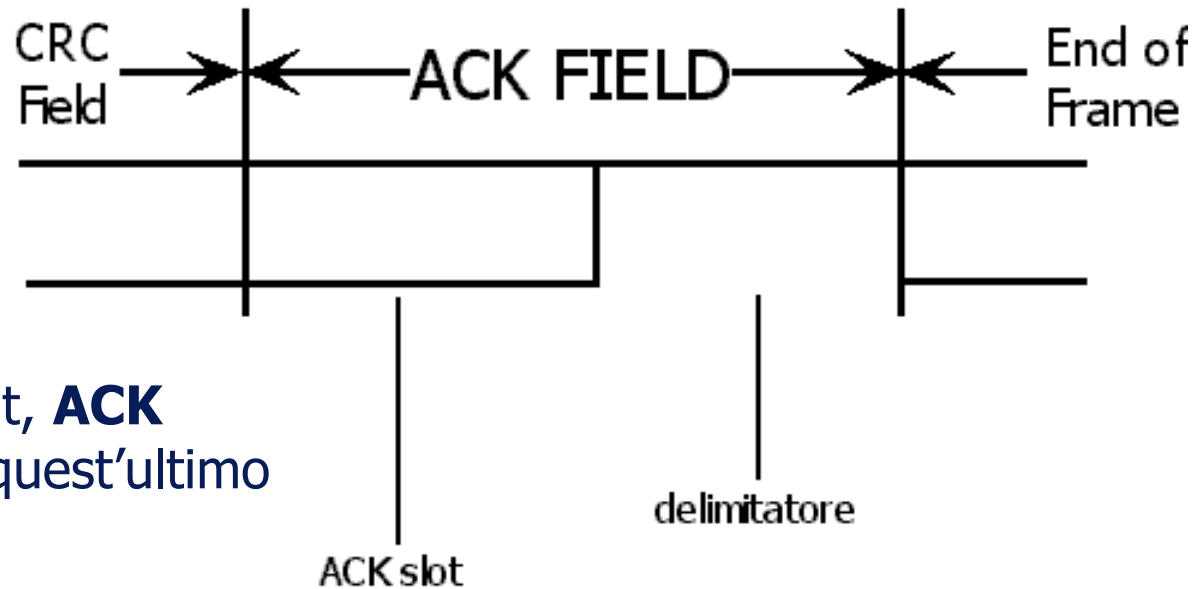 CRC
Field
ACK FIELD
End of
Frame
t, ACK
quest'ultimo
delimitatore
ACK slot